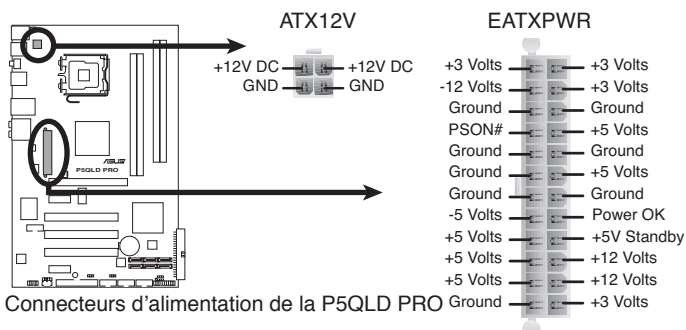 ATX12V
EATXPWR
+12V DC +12V DC
GND GND
+3 Volts +3 Volts
-12 Volts +3 Volts
Ground Ground
PSON# +5 Volts
Ground Ground
Ground +5 Volts
Ground Ground
-5 Volts Power OK
+5 Volts +5V Standby
+5 Volts +12 Volts
+5 Volts +12 Volts
Ground +3 Volts
ASUS
P5QLD PRO
Connecteurs d’alimentation de la P5QLD PRO